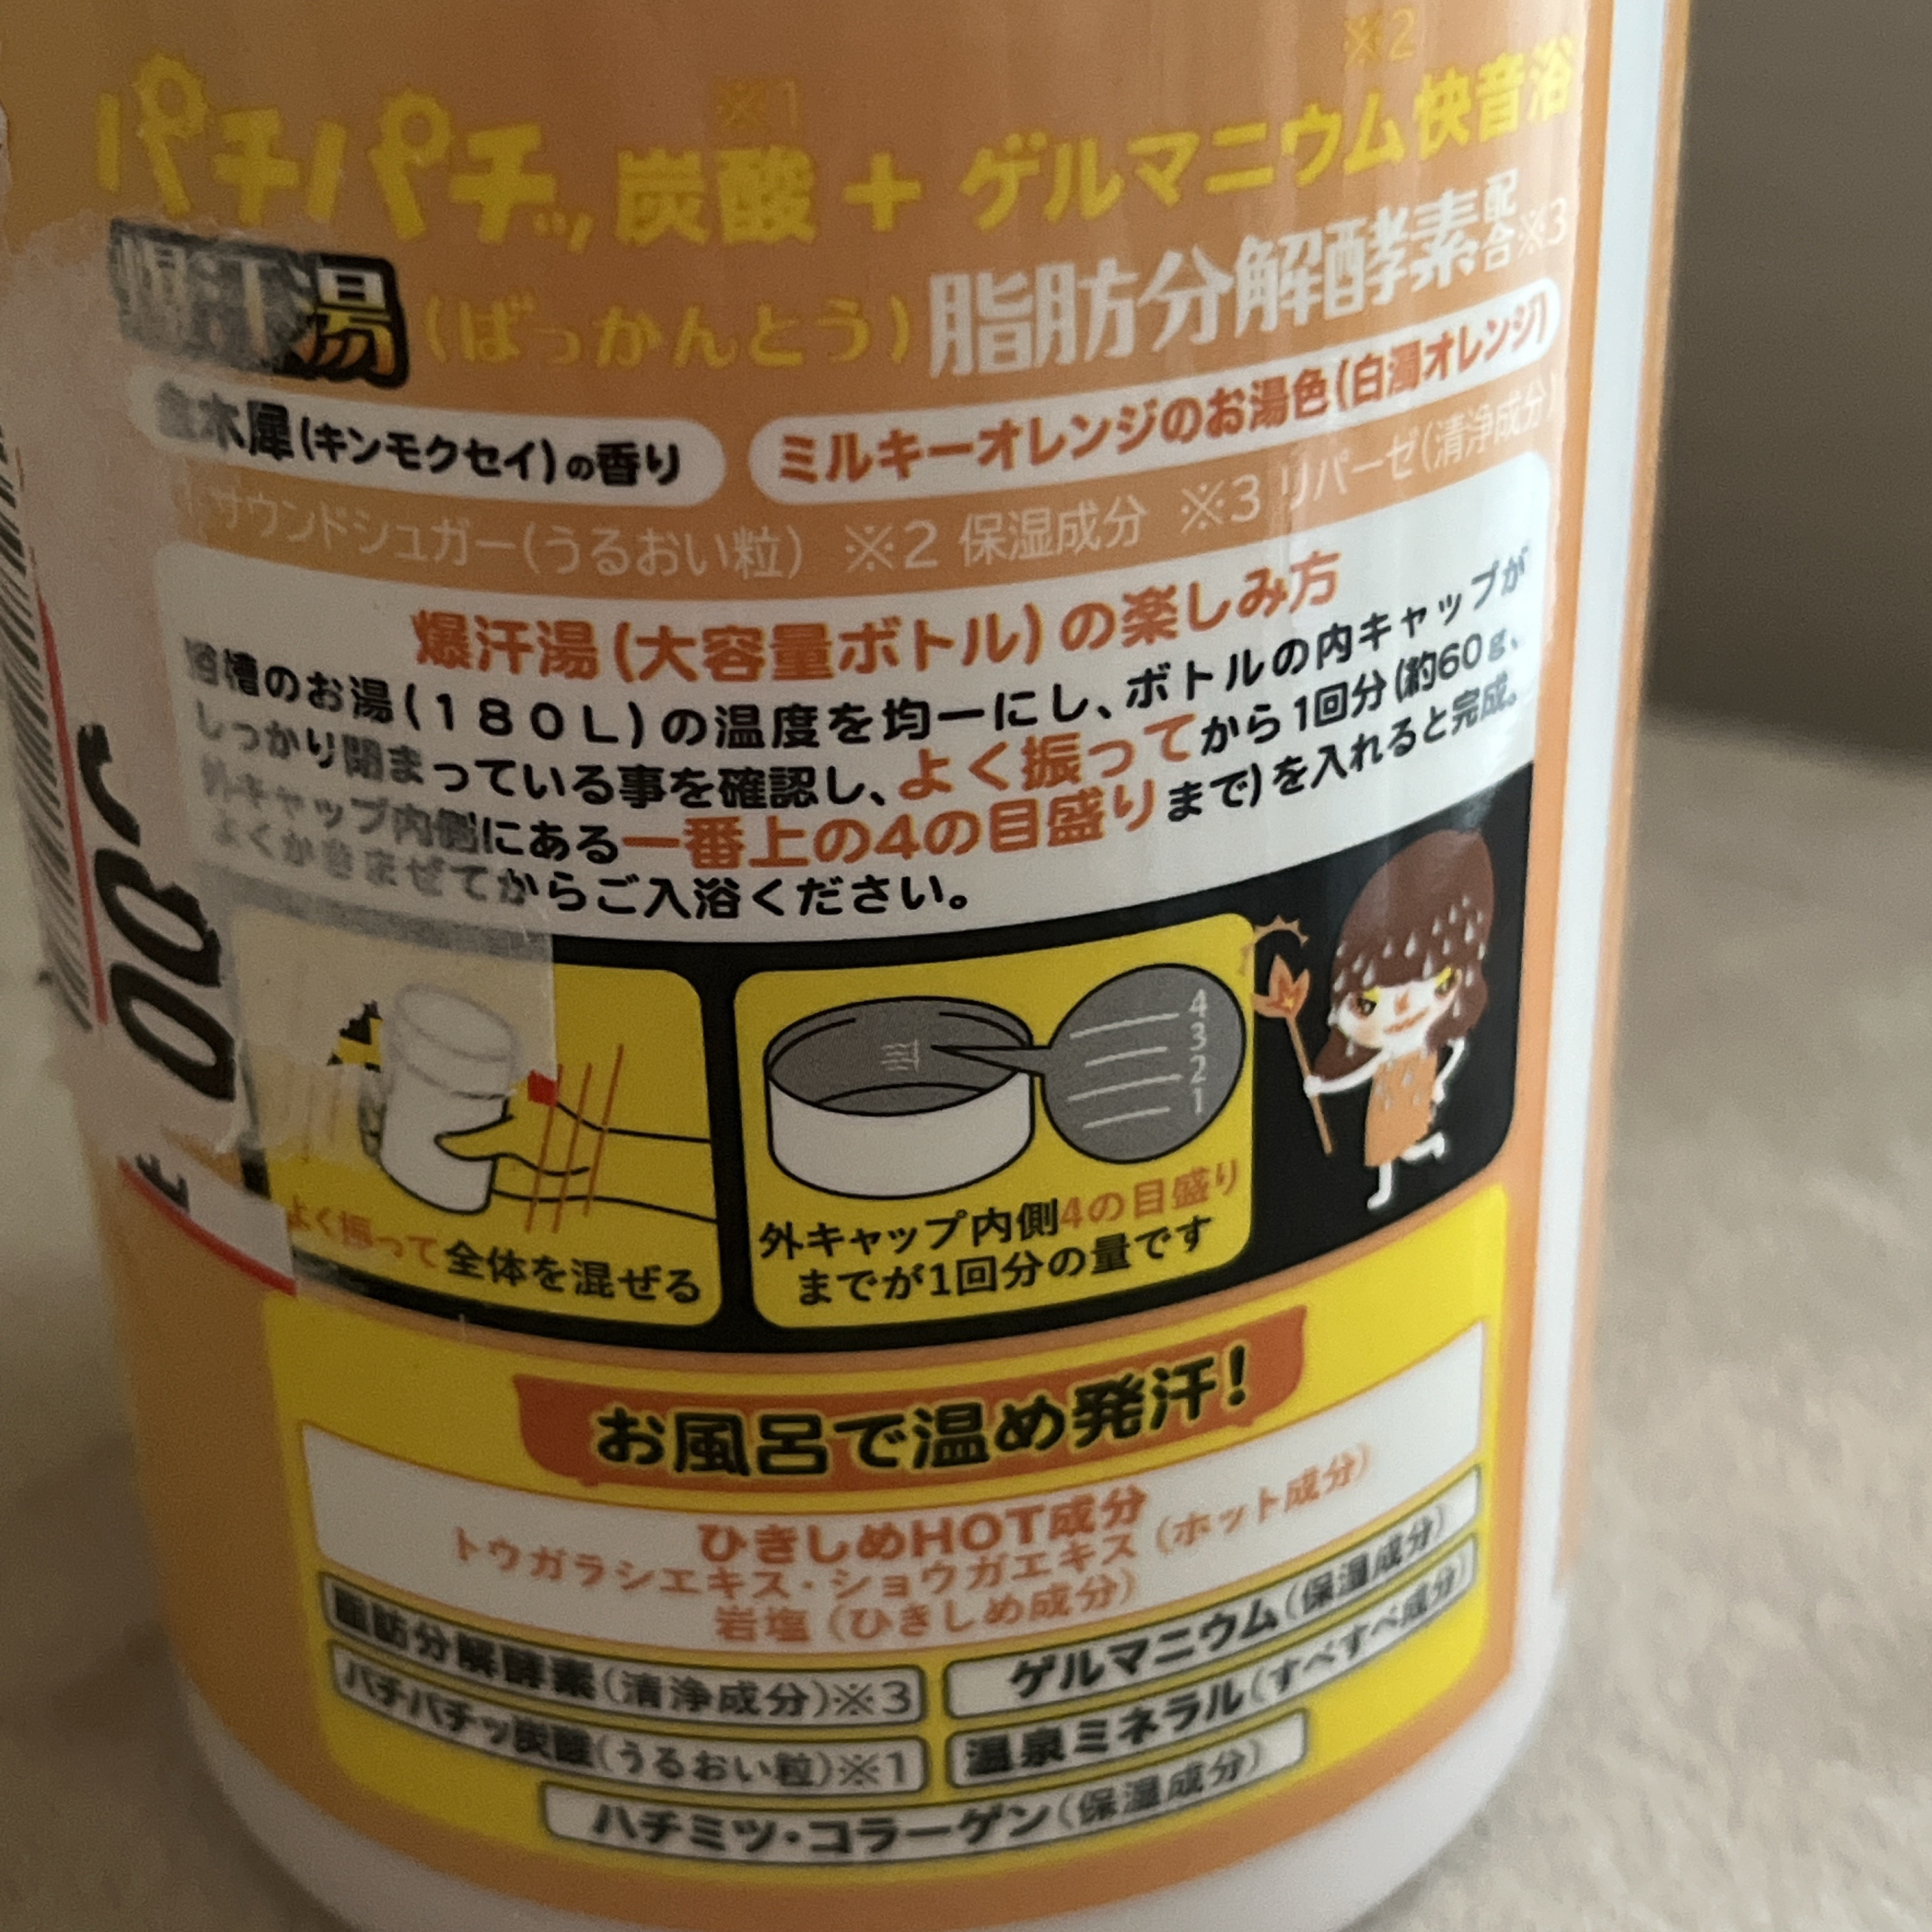 ※1 ※2
パチパチッ炭酸+ゲルマニウム快音浴
爆汗湯(ばっかんとう)脂肪分解酵素配合※3
金木犀(キンモクセイ)の香り
ミルキーオレンジのお湯色(白濁オレンジ)
サウンドシュガー(うるおい粒) ※2 保湿成分 ※3 リパーゼ(清浄成分)
爆汗湯(大容量ボトル)の楽しみ方
浴槽のお湯(180L)の温度を均一にし、ボトルの内キャップが
しっかり閉まっている事を確認し、よく振ってから1回分(約60g、
外キャップ内側にある一番上の4の目盛りまで)を入れると完成。
よくかきまぜてからご入浴ください。
4
3
2
1
よく振って全体を混ぜる
外キャップ内側4の目盛り
までが1回分の量です
お風呂で温め発汗!
ひきしめHOT成分
トウガラシエキス・ショウガエキス(ホット成分)
岩塩(ひきしめ成分)
脂肪分解酵素(清浄成分)※3
ゲルマニウム(保湿成分)
パチパチッ炭酸(うるおい粒)※1
温泉ミネラル(すべすべ成分)
ハチミツ・コラーゲン(保湿成分)